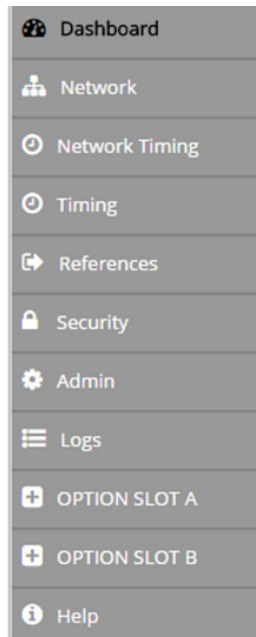 Dashboard
Network
Network Timing
Timing
References
Security
Admin
Logs
OPTION SLOT A
OPTION SLOT B
Help